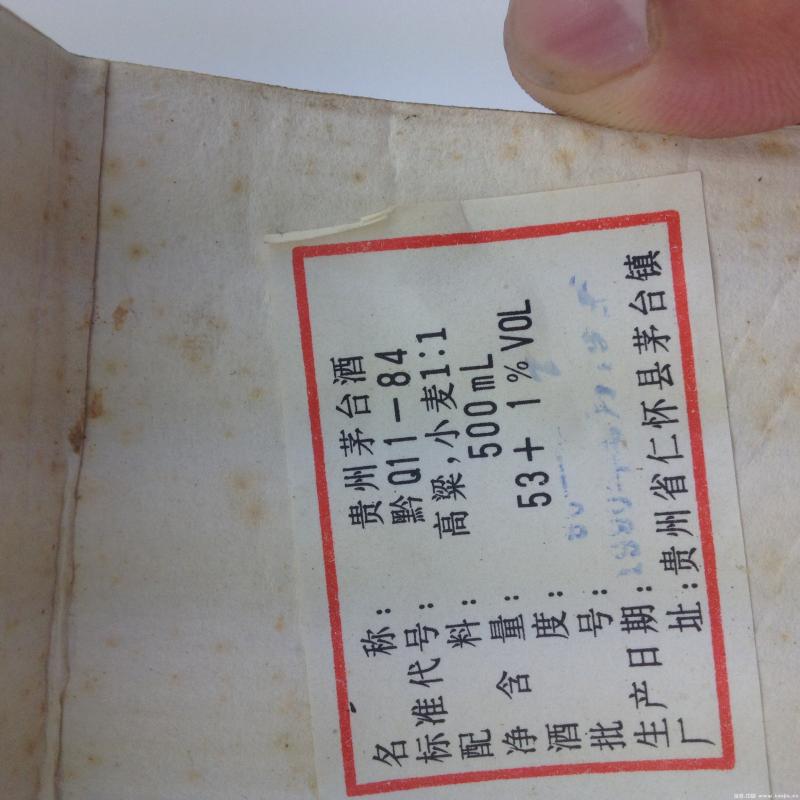 名称：贵州茅台酒
标准代号：黔Q11－84
配料：高粱，小麦1:1
净含量：500mL
酒度：53+1%VOL
批号：
生产日期：
厂址：贵州省仁怀县茅台镇